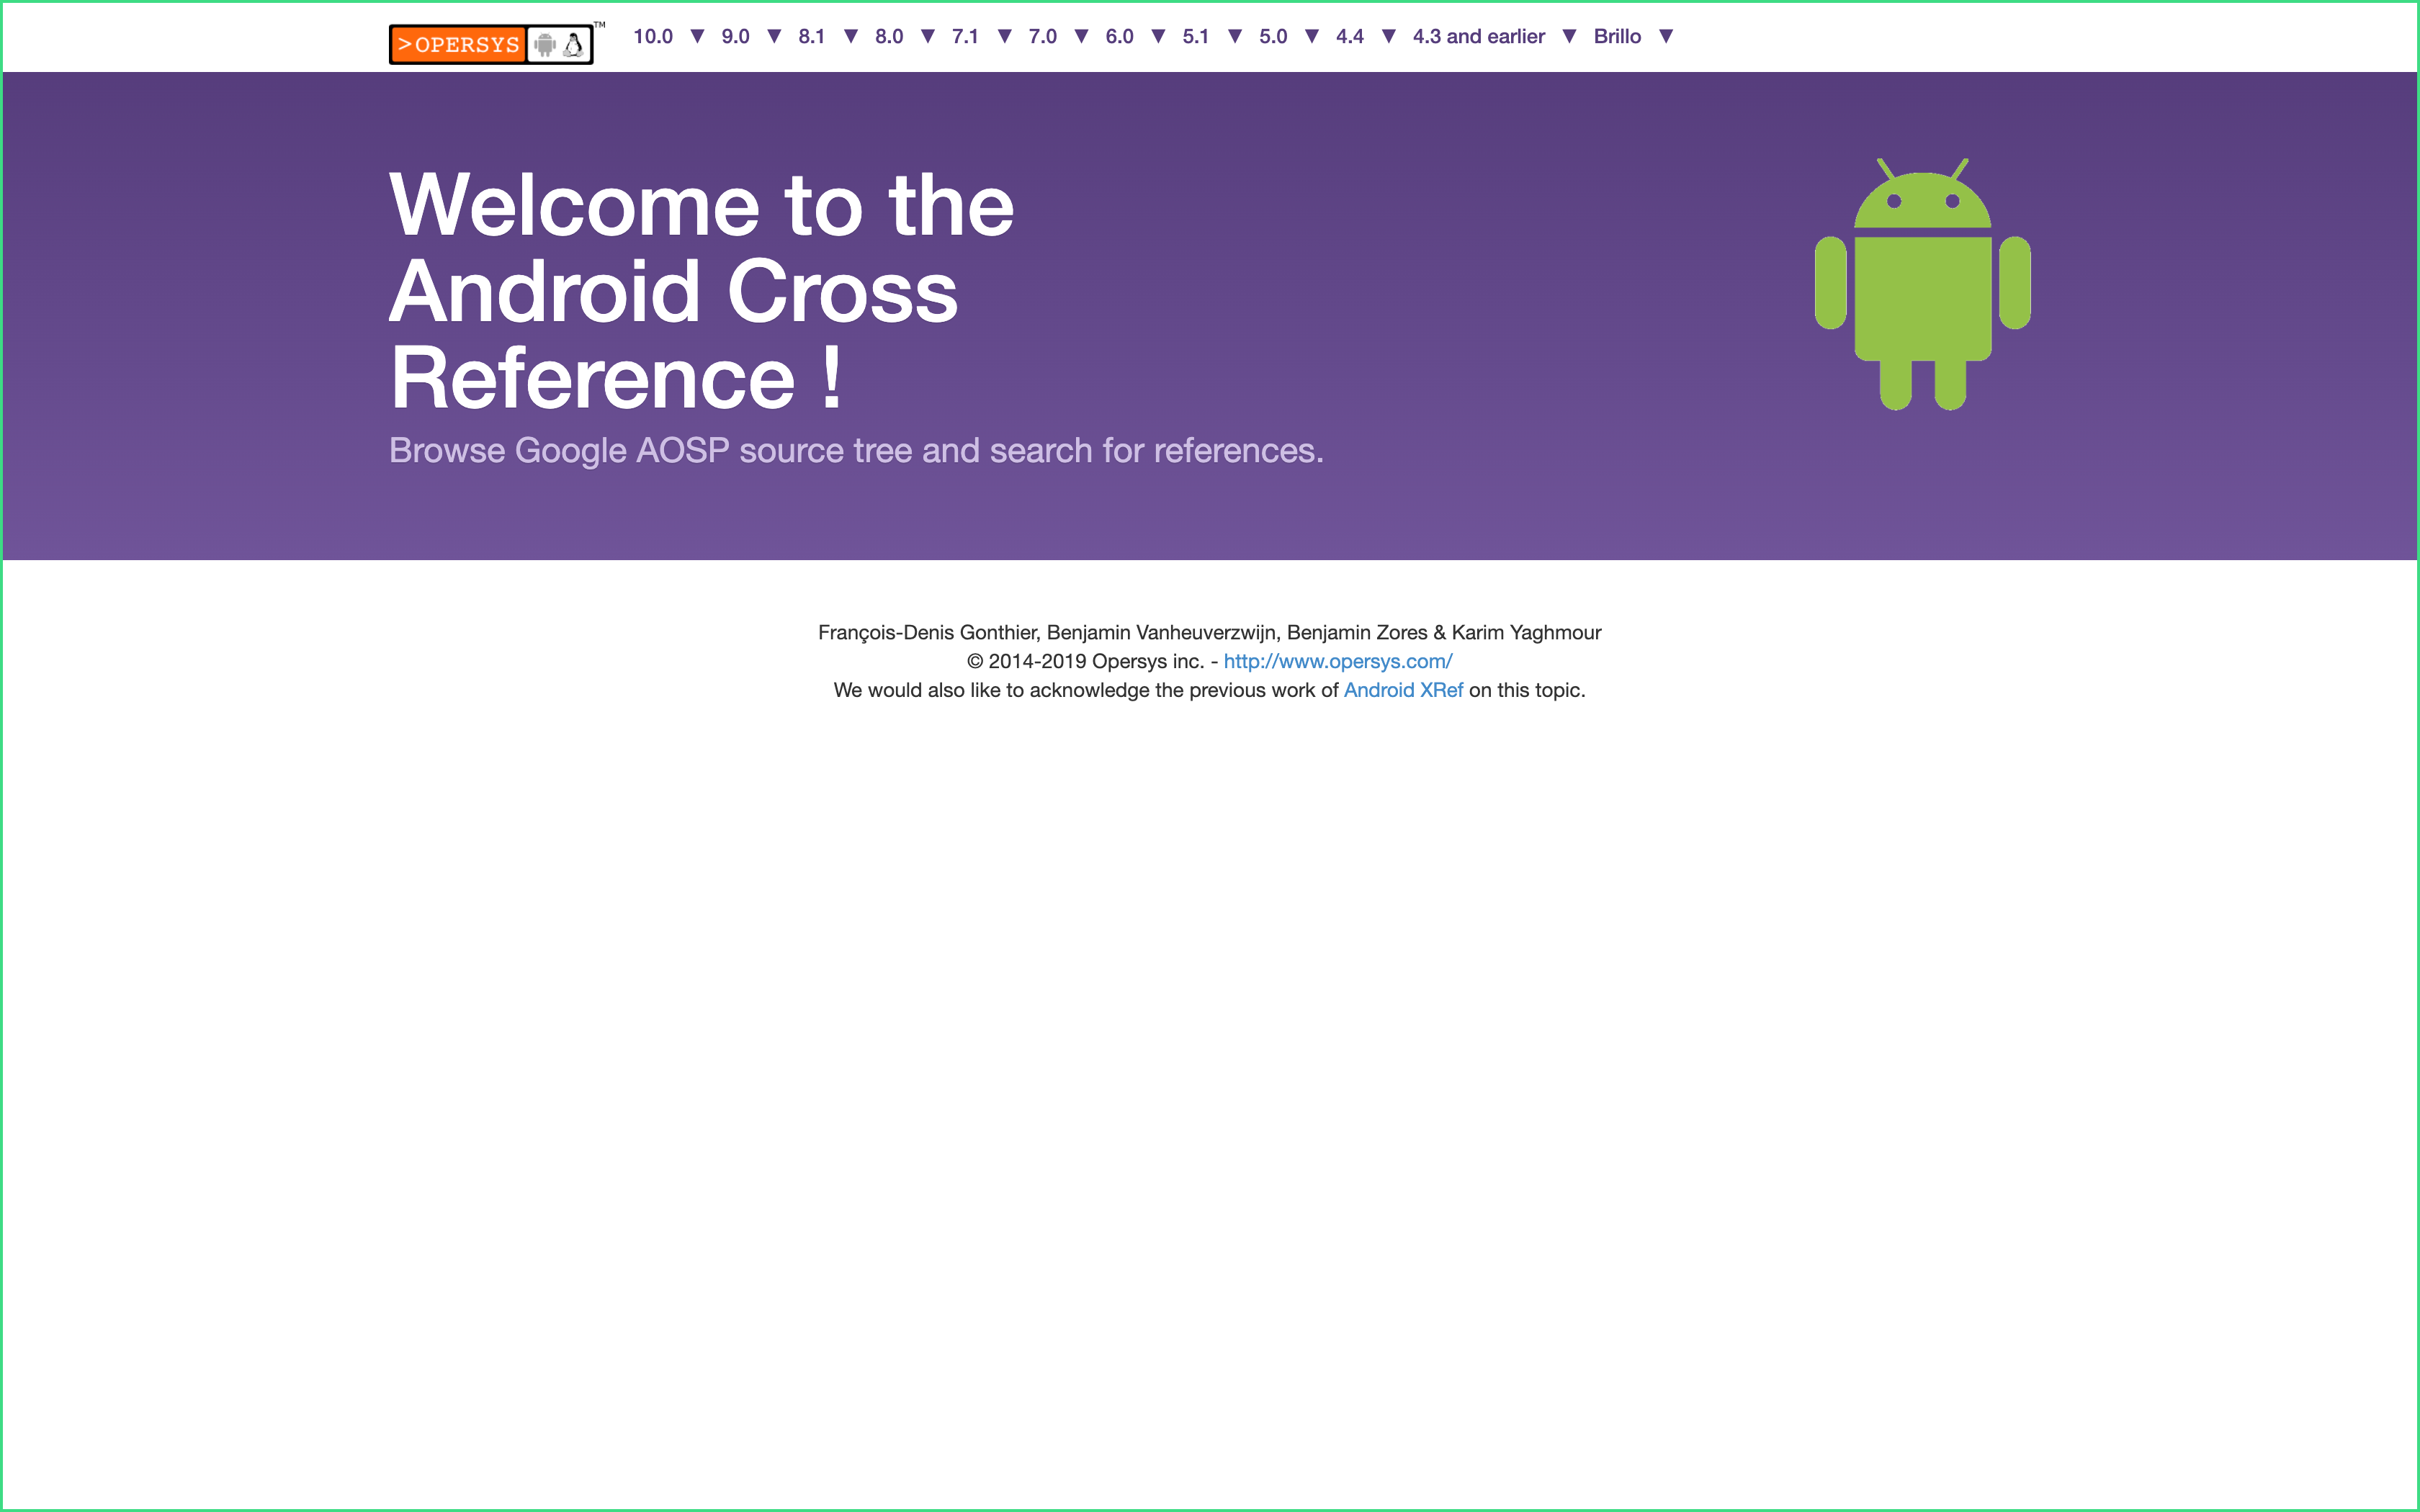 >OPERSYS TM
10.0 ▼ 9.0 ▼ 8.1 ▼ 8.0 ▼ 7.1 ▼ 7.0 ▼ 6.0 ▼ 5.1 ▼ 5.0 ▼ 4.4 ▼ 4.3 and earlier ▼ Brillo ▼
Welcome to the
Android Cross
Reference !
Browse Google AOSP source tree and search for references.
François-Denis Gonthier, Benjamin Vanheuverzwijn, Benjamin Zores & Karim Yaghmour
© 2014-2019 Opersys inc. - http://www.opersys.com/
We would also like to acknowledge the previous work of Android XRef on this topic.